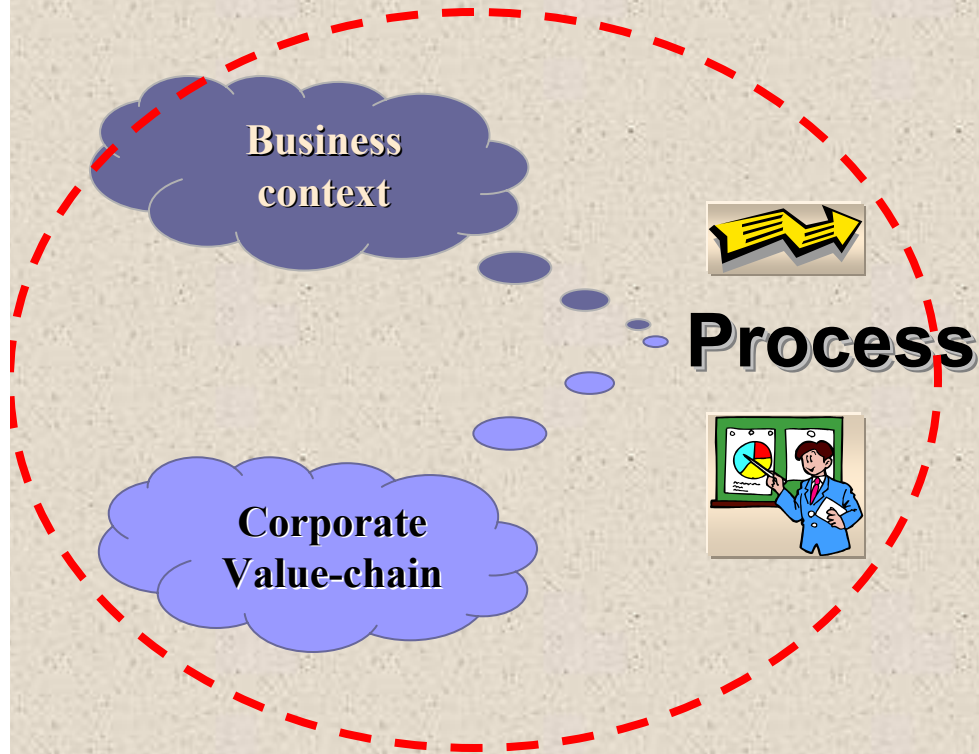 Business
context
Process
Corporate
Value-chain